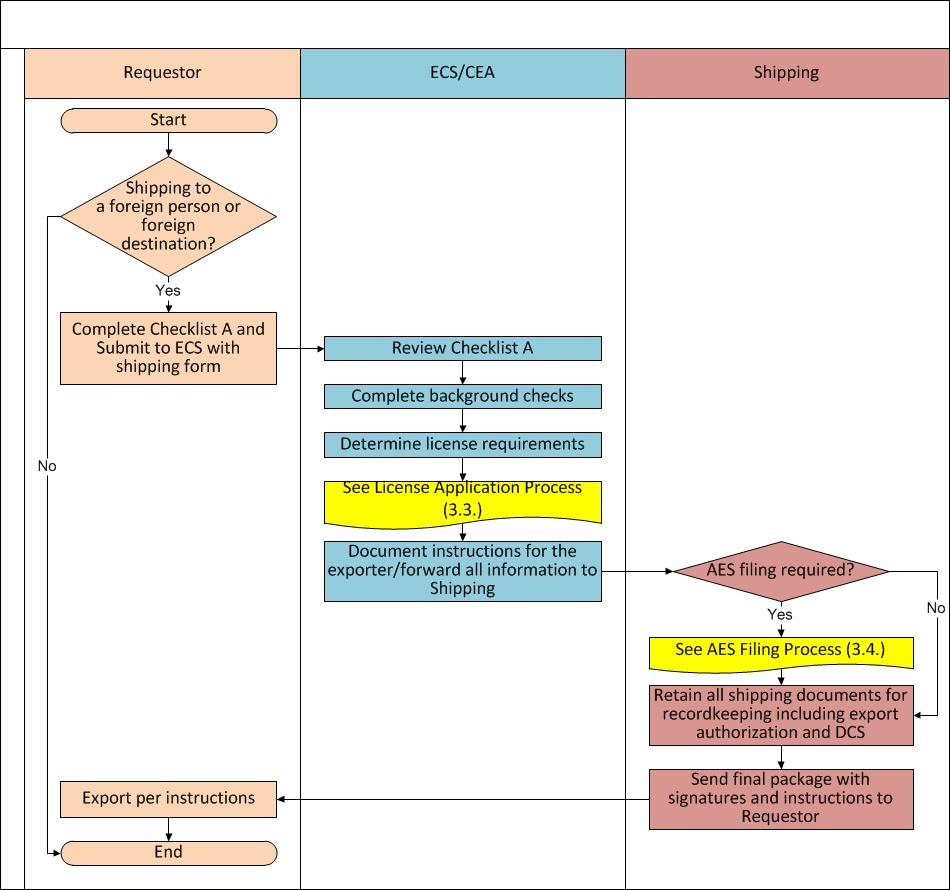 Requestor
ECS/CEA
Shipping
Start
Shipping to
a foreign person or
foreign
destination?
Yes
Complete Checklist A and
Submit to ECS with
shipping form
Review Checklist A
Complete background checks
Determine license requirements
No
See License Application Process
(3.3.)
Document instructions for the
exporter/forward all information to
Shipping
AES filing required?
No
Yes
See AES Filing Process (3.4.)
Retain all shipping documents for
recordkeeping including export
authorization and DCS
Send final package with
signatures and instructions to
Requestor
Export per instructions
End